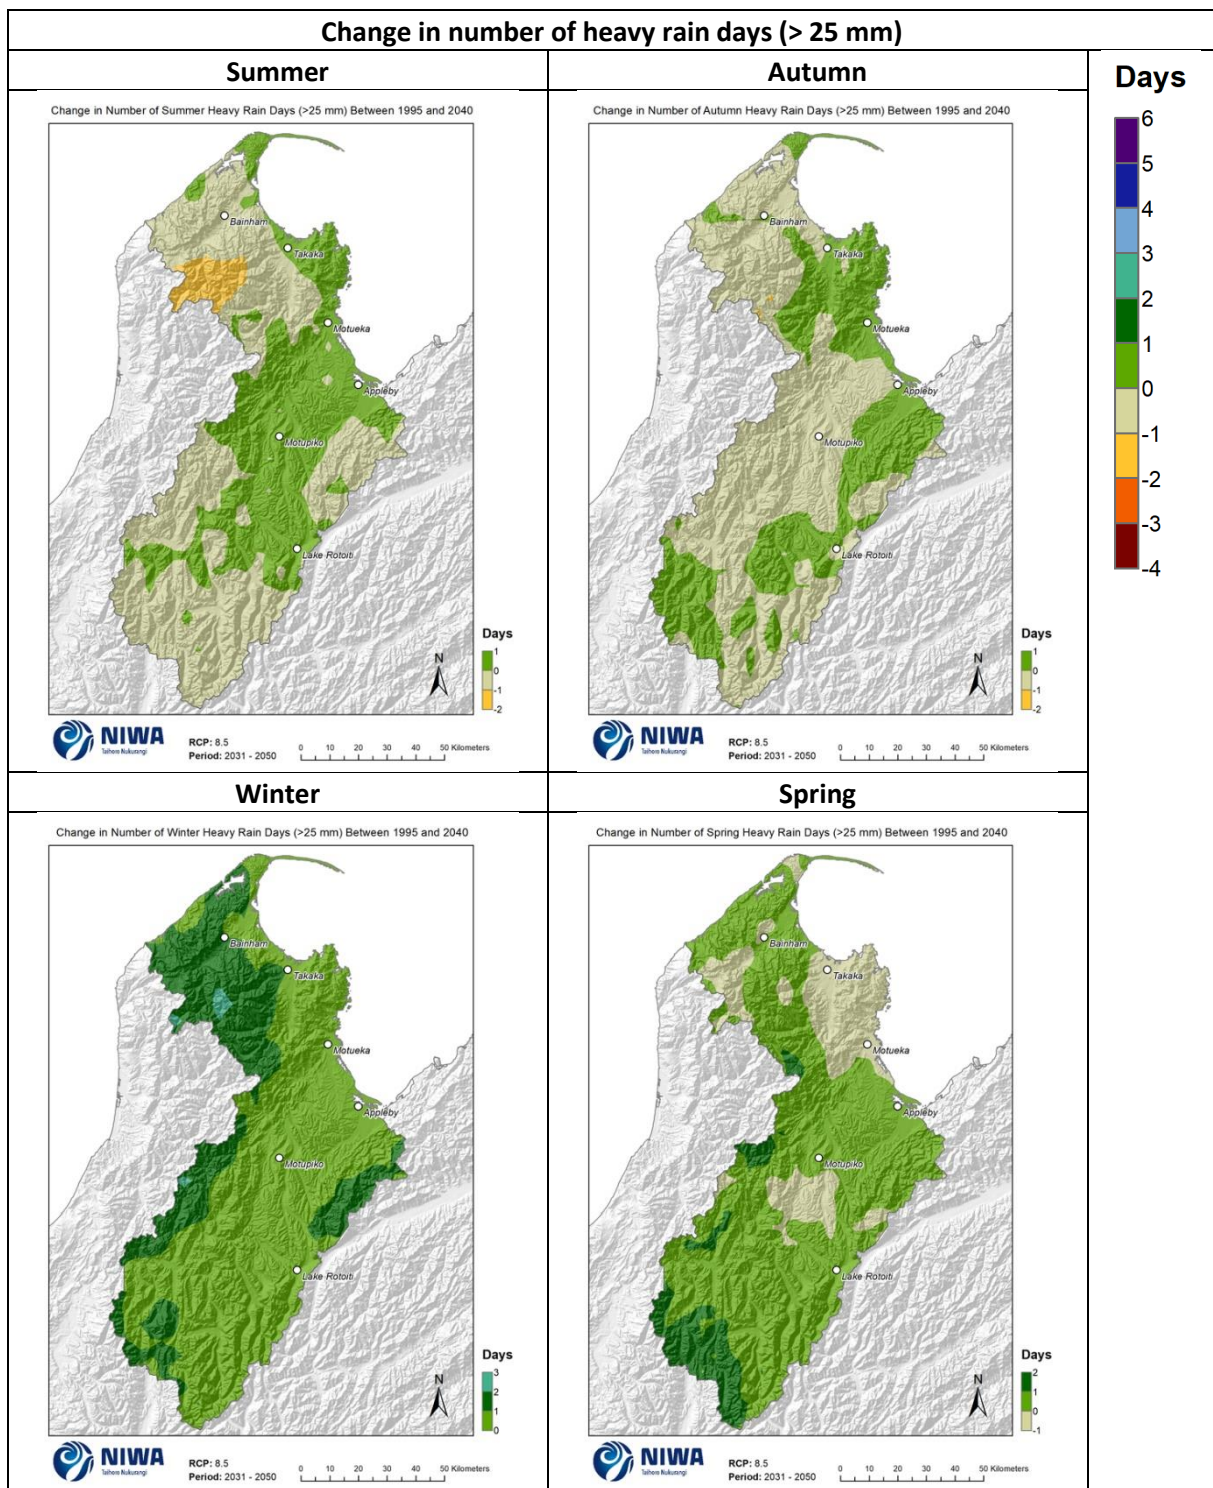 Change in number of heavy rain days (> 25 mm)
Summer
Autumn
Days
6
5
4
3
2
1
0
-1
-2
-3
-4
Change in Number of Summer Heavy Rain Days (>25 mm) Between 1995 and 2040
Bainham
Takaka
Motueka
Appleby
Motupiko
Lake Rotoiti
Days
1
0
-1
-2
N
NIWA
Taihoro Nukurangi
RCP: 8.5
Period: 2031 - 2050
0 10 20 30 40 50 Kilometers
Change in Number of Autumn Heavy Rain Days (>25 mm) Between 1995 and 2040
Bainham
Takaka
Motueka
Appleby
Motupiko
Lake Rotoiti
Days
1
0
-1
-2
N
NIWA
Taihoro Nukurangi
RCP: 8.5
Period: 2031 - 2050
0 10 20 30 40 50 Kilometers
Winter
Spring
Change in Number of Winter Heavy Rain Days (>25 mm) Between 1995 and 2040
Bainham
Takaka
Motueka
Appleby
Motupiko
Lake Rotoiti
Days
3
2
1
0
N
NIWA
Taihoro Nukurangi
RCP: 8.5
Period: 2031 - 2050
0 10 20 30 40 50 Kilometers
Change in Number of Spring Heavy Rain Days (>25 mm) Between 1995 and 2040
Bainham
Takaka
Motueka
Appleby
Motupiko
Lake Rotoiti
Days
2
1
0
-1
N
NIWA
Taihoro Nukurangi
RCP: 8.5
Period: 2031 - 2050
0 10 20 30 40 50 Kilometers